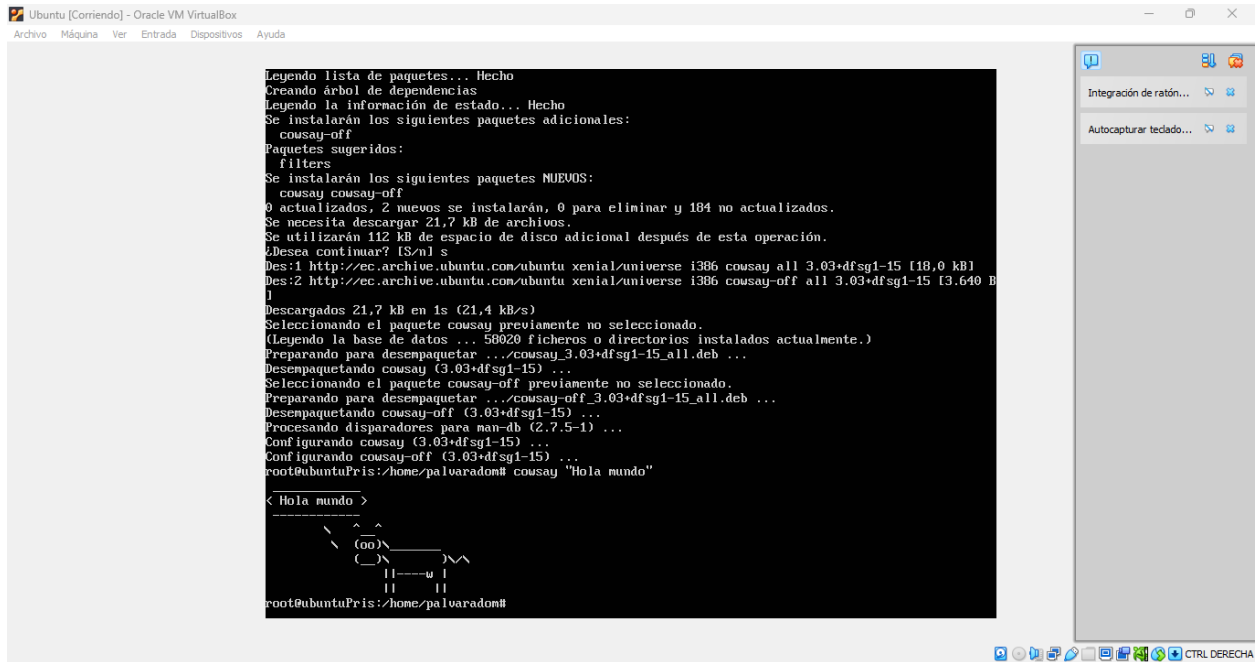 Ubuntu [Corriendo] - Oracle VM VirtualBox
Archivo Máquina Ver Entrada Dispositivos Ayuda
Leyendo lista de paquetes... Hecho
Creando árbol de dependencias
Leyendo la información de estado... Hecho
Se instalarán los siguientes paquetes adicionales:
  cowsay-off
Paquetes sugeridos:
  filters
Se instalarán los siguientes paquetes NUEVOS:
  cowsay cowsay-off
0 actualizados, 2 nuevos se instalarán, 0 para eliminar y 184 no actualizados.
Se necesita descargar 21,7 kB de archivos.
Se utilizarán 112 kB de espacio de disco adicional después de esta operación.
¿Desea continuar? [S/n] s
Des:1 http://ec.archive.ubuntu.com/ubuntu xenial/universe i386 cowsay all 3.03+dfsg1-15 [18,0 kB]
Des:2 http://ec.archive.ubuntu.com/ubuntu xenial/universe i386 cowsay-off all 3.03+dfsg1-15 [3.640 B
]
Descargados 21,7 kB en 1s (21,4 kB/s)
Seleccionando el paquete cowsay previamente no seleccionado.
(Leyendo la base de datos ... 58020 ficheros o directorios instalados actualmente.)
Preparando para desempaquetar .../cowsay_3.03+dfsg1-15_all.deb ...
Desempaquetando cowsay (3.03+dfsg1-15) ...
Seleccionando el paquete cowsay-off previamente no seleccionado.
Preparando para desempaquetar .../cowsay-off_3.03+dfsg1-15_all.deb ...
Desempaquetando cowsay-off (3.03+dfsg1-15) ...
Procesando disparadores para man-db (2.7.5-1) ...
Configurando cowsay (3.03+dfsg1-15) ...
Configurando cowsay-off (3.03+dfsg1-15) ...
root@ubuntuPris:/home/palvaradom# cowsay "Hola mundo"
 ____________
< Hola mundo >
 ------------
        \   ^__^
         \  (oo)\_______
            (__)\       )\/\
                ||----w |
                ||     ||
root@ubuntuPris:/home/palvaradom#
Integración de ratón...
Autocapturar teclado...
CTRL DERECHA